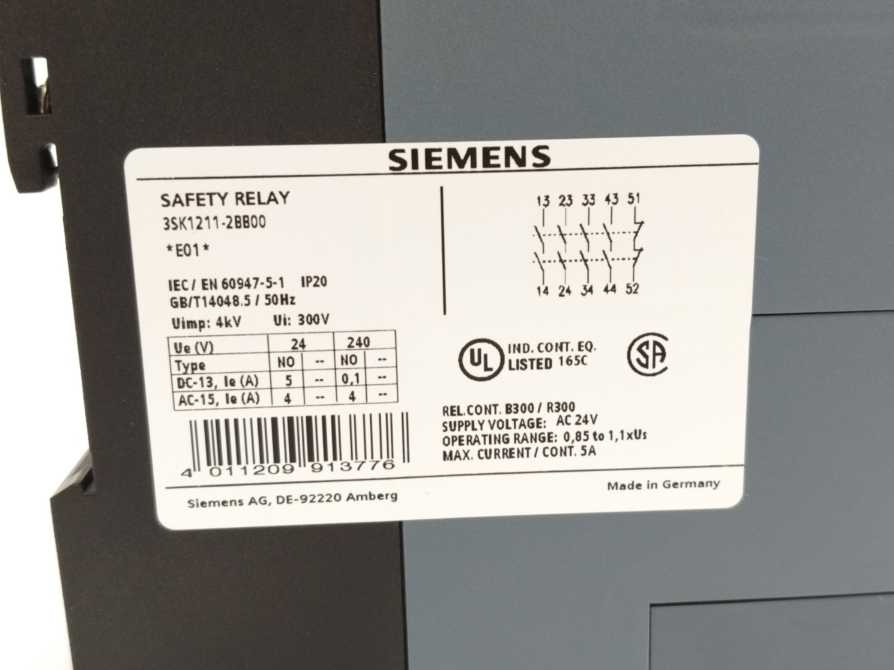 SIEMENS
SAFETY RELAY
3SK1211-2BB00
*E01*
IEC/ EN 60947-5-1 IP20
GB/T14048.5 / 50Hz
Uimp: 4kV Ui: 300V
Ue (V) 24 240
Type NO -- NO --
DC-13, Ie (A) 5 -- 0,1 --
AC-15, Ie (A) 4 -- 4 --
4 011209 913776
Siemens AG, DE-92220 Amberg
13 23 33 43 51
14 24 34 44 52
UL IND. CONT. EQ.
LISTED 165C
SA
REL.CONT. B300 / R300
SUPPLY VOLTAGE: AC 24V
OPERATING RANGE: 0,85 to 1,1xUs
MAX. CURRENT/ CONT. 5A
Made in Germany